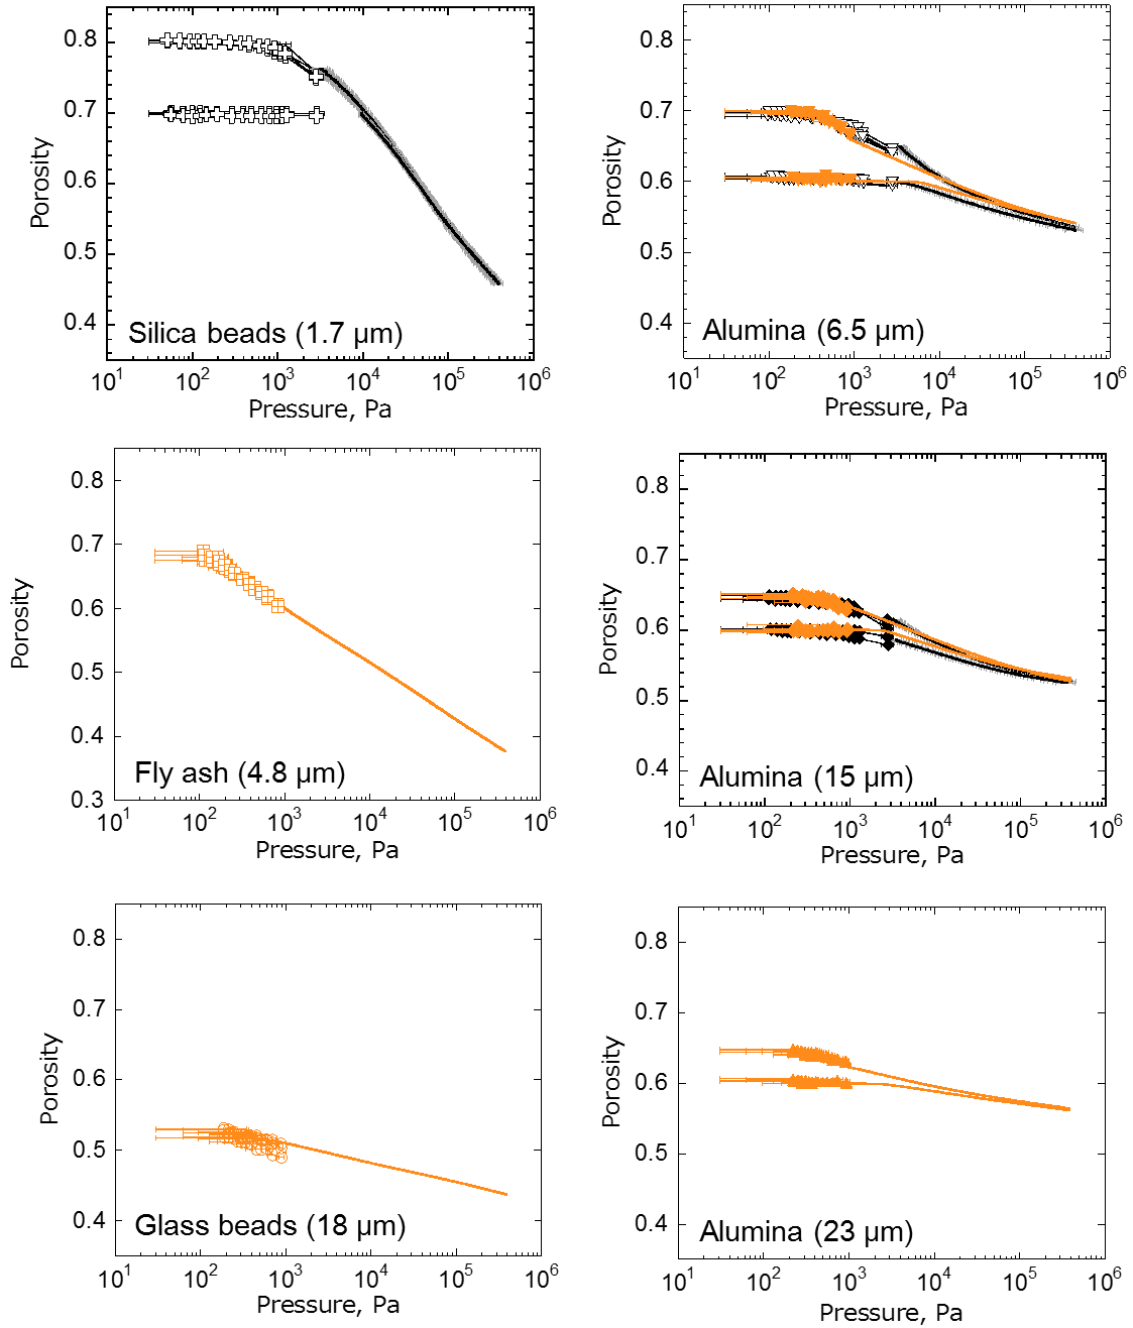 0.8
0.7
0.6
0.5
0.4
Porosity
Silica beads (1.7 µm)
10¹ 10² 10³ 10⁴ 10⁵ 10⁶
Pressure, Pa
0.8
0.7
0.6
0.5
0.4
Porosity
Alumina (6.5 µm)
10¹ 10² 10³ 10⁴ 10⁵ 10⁶
Pressure, Pa
0.8
0.7
0.6
0.5
0.4
0.3
Porosity
Fly ash (4.8 µm)
10¹ 10² 10³ 10⁴ 10⁵ 10⁶
Pressure, Pa
0.8
0.7
0.6
0.5
0.4
Porosity
Alumina (15 µm)
10¹ 10² 10³ 10⁴ 10⁵ 10⁶
Pressure, Pa
0.8
0.7
0.6
0.5
0.4
Porosity
Glass beads (18 µm)
10¹ 10² 10³ 10⁴ 10⁵ 10⁶
Pressure, Pa
0.8
0.7
0.6
0.5
0.4
Porosity
Alumina (23 µm)
10¹ 10² 10³ 10⁴ 10⁵ 10⁶
Pressure, Pa